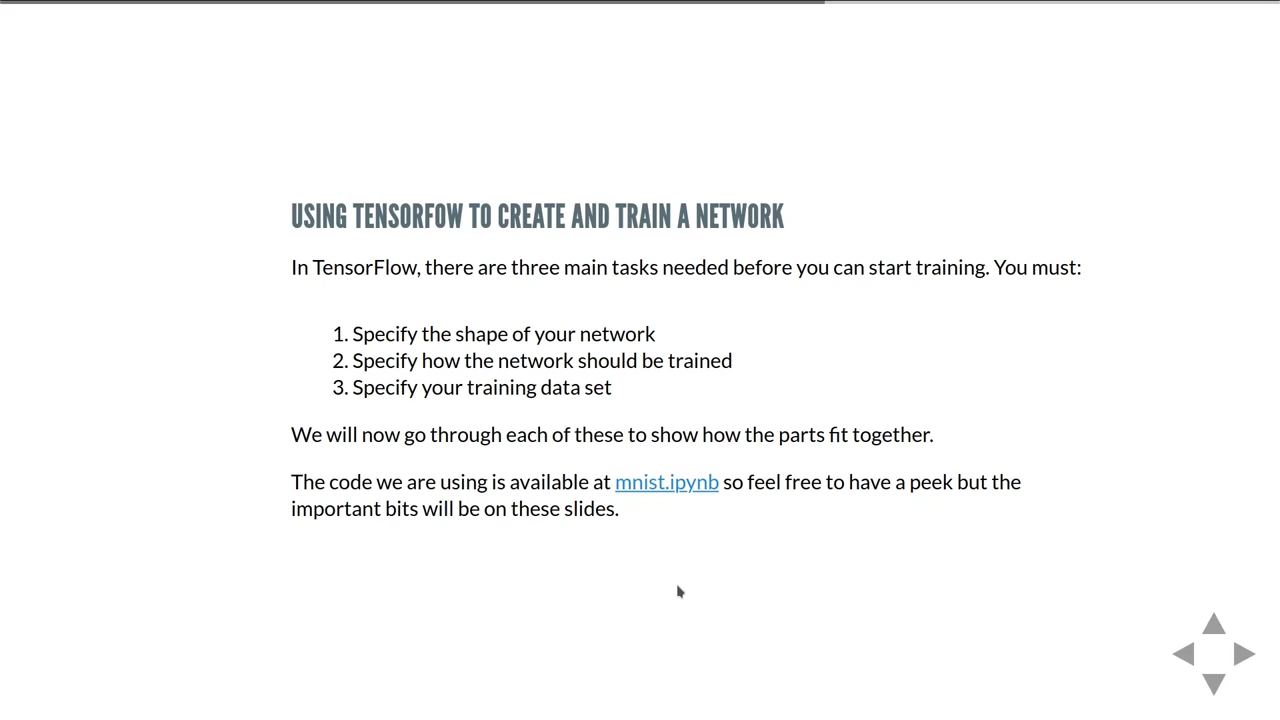 USING TENSORFOW TO CREATE AND TRAIN A NETWORK
In TensorFlow, there are three main tasks needed before you can start training. You must:
1. Specify the shape of your network
2. Specify how the network should be trained
3. Specify your training data set
We will now go through each of these to show how the parts fit together.
The code we are using is available at mnist.ipynb so feel free to have a peek but the
important bits will be on these slides.